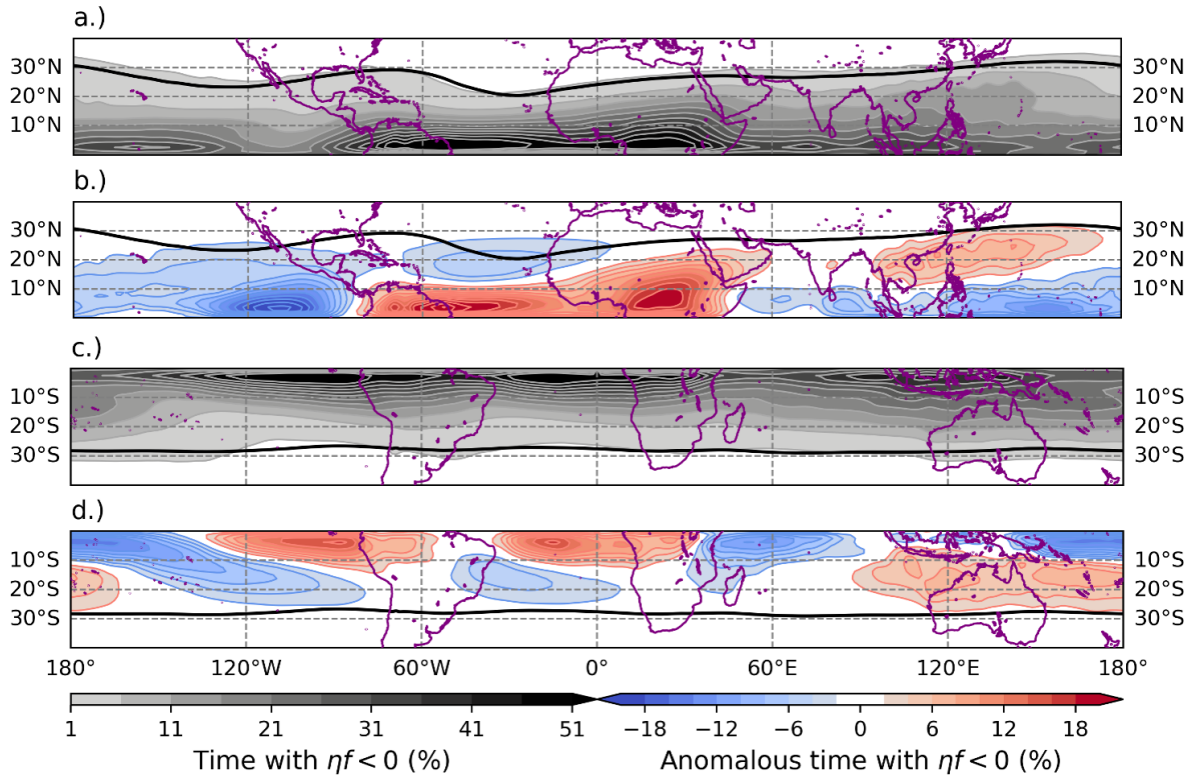 a.)
30°N 30°N
20°N 20°N
10°N 10°N
b.)
30°N 30°N
20°N 20°N
10°N 10°N
c.)
10°S 10°S
20°S 20°S
30°S 30°S
d.)
10°S 10°S
20°S 20°S
30°S 30°S
180° 120°W 60°W 0° 60°E 120°E 180°
1 11 21 31 41 51 −18 −12 −6 0 6 12 18
Time with ηf < 0 (%) Anomalous time with ηf < 0 (%)